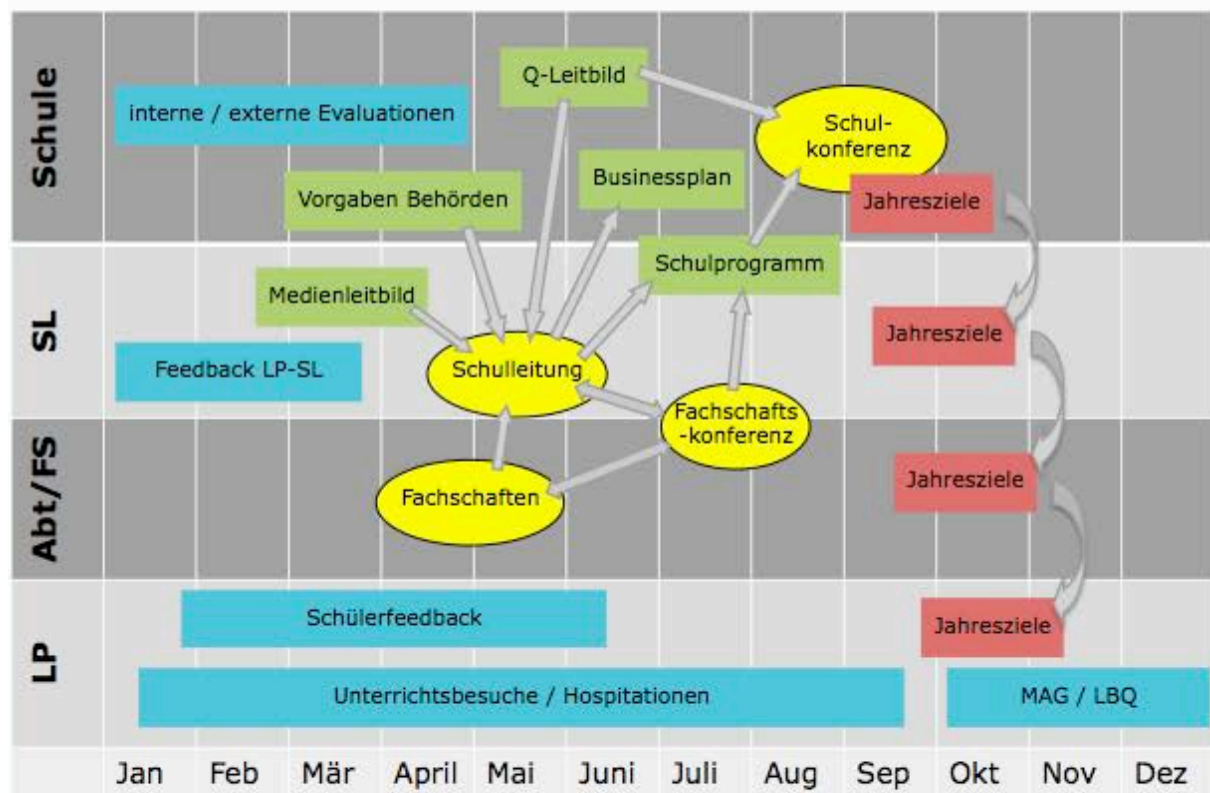 Schule
Q-Leitbild
interne / externe Evaluationen
Schul-
konferenz
Businessplan
Vorgaben Behörden
Jahresziele
SL
Schulprogramm
Medienleitbild
Jahresziele
Feedback LP-SL
Schulleitung
Fachschafts
-konferenz
Abt/FS
Jahresziele
Fachschaften
LP
Schülerfeedback
Jahresziele
Unterrichtsbesuche / Hospitationen
MAG / LBQ
Jan Feb Mär April Mai Juni Juli Aug Sep Okt Nov Dez